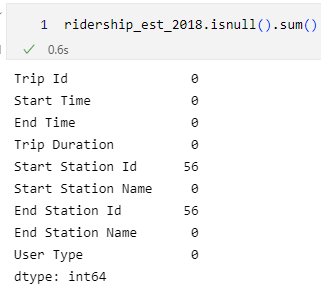 1 ridership_est_2018.isnull().sum()
✓ 0.6s
Trip Id 0
Start Time 0
End Time 0
Trip Duration 0
Start Station Id 56
Start Station Name 0
End Station Id 56
End Station Name 0
User Type 0
dtype: int64